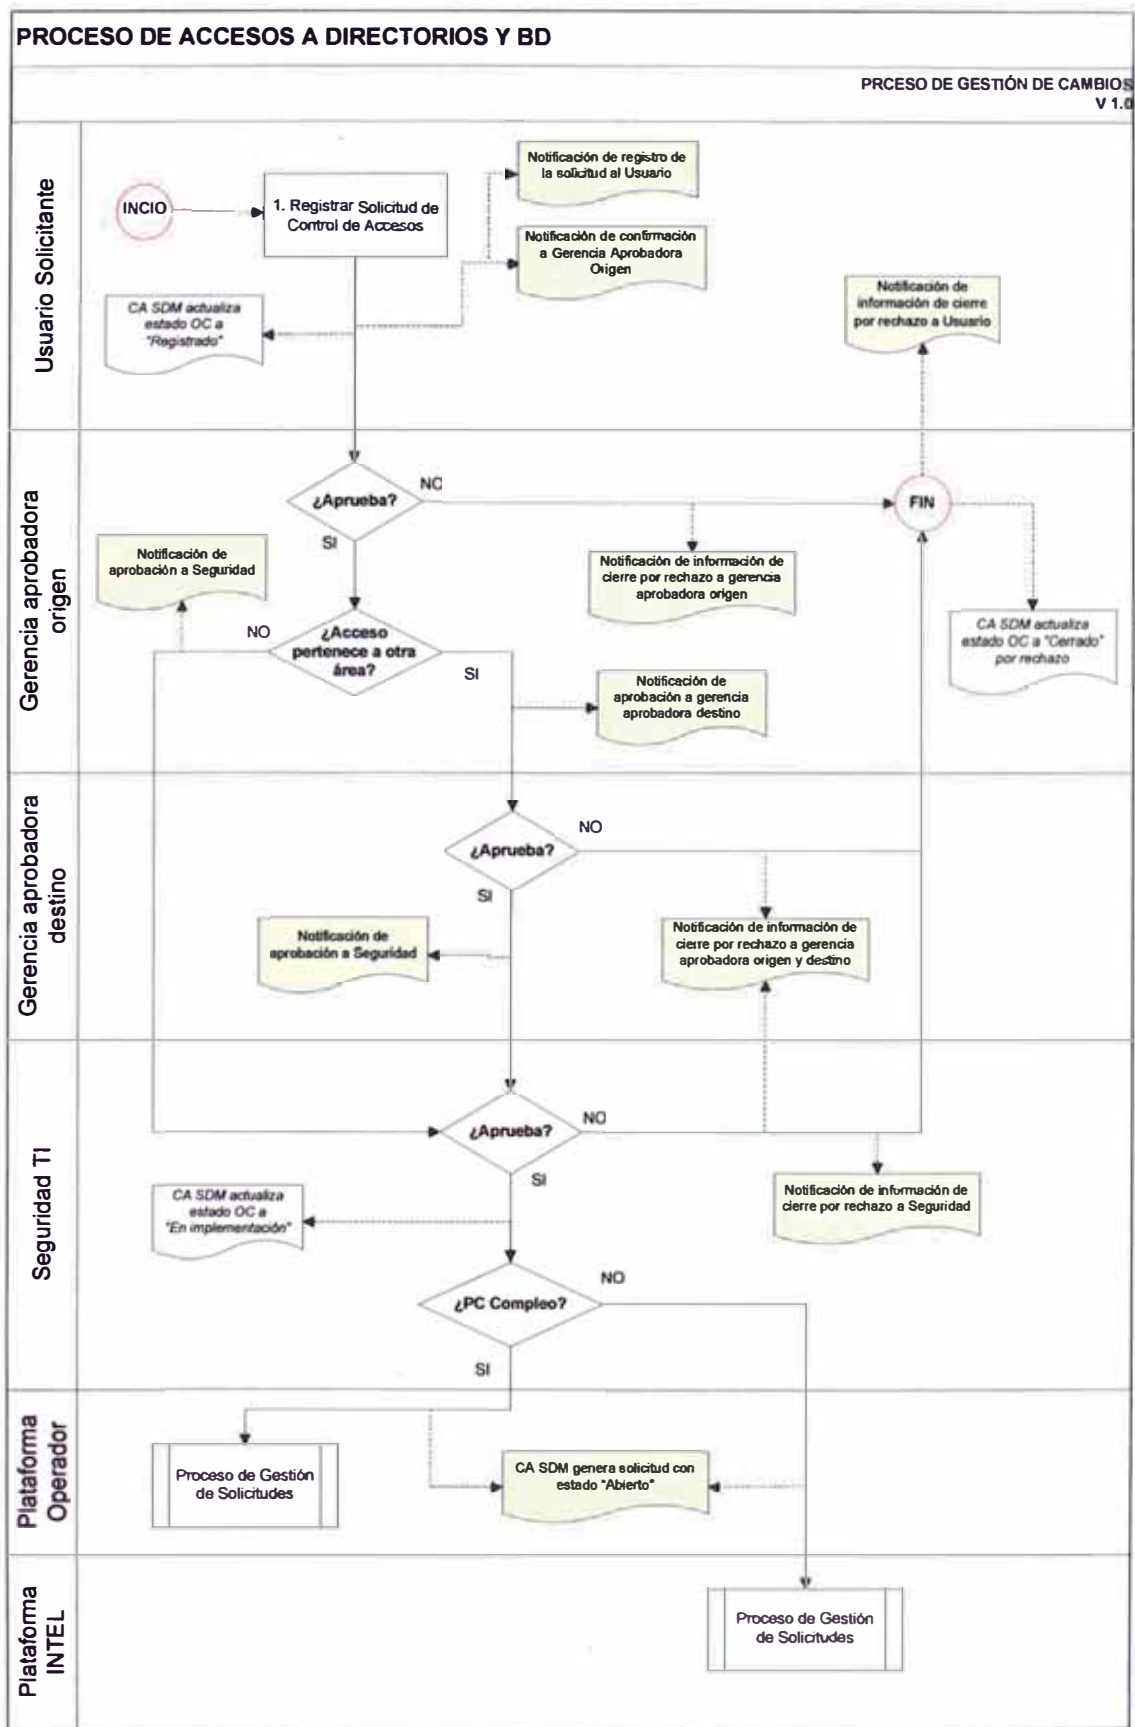 PROCESO DE ACCESOS A DIRECTORIOS Y BD
PRCESO DE GESTIÓN DE CAMBIOS
V 1.0
Usuario Solicitante
INCIO
1. Registrar Solicitud de
Control de Accesos
Notificación de registro de
la solicitud al Usuario
Notificación de confirmación
a Gerencia Aprobadora
Origen
CA SDM actualiza
estado OC a
"Registrado"
Notificación de
información de cierre
por rechazo a Usuario
Gerencia aprobadora
origen
¿Aprueba?
NO
SI
FIN
Notificación de
aprobación a Seguridad
Notificación de información de
cierre por rechazo a gerencia
aprobadora origen
CA SDM actualiza
estado OC a "Cerrado"
por rechazo
NO
¿Acceso
pertenece a otra
área?
SI
Notificación de
aprobación a gerencia
aprobadora destino
Gerencia aprobadora
destino
¿Aprueba?
NO
SI
Notificación de
aprobación a Seguridad
Notificación de información de
cierre por rechazo a gerencia
aprobadora origen y destino
Seguridad TI
¿Aprueba?
NO
SI
CA SDM actualiza
estado OC a
"En implementación"
Notificación de información de
cierre por rechazo a Seguridad
¿PC Compleo?
NO
SI
Plataforma
Operador
Proceso de Gestión
de Solicitudes
CA SDM genera solicitud con
estado "Abierto"
Plataforma
INTEL
Proceso de Gestión
de Solicitudes